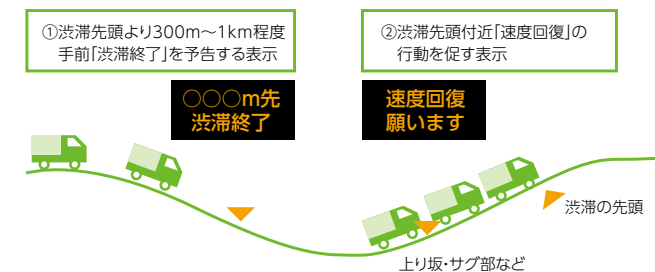 ①渋滞先頭より300m～1km程度
手前「渋滞終了」を予告する表示
②渋滞先頭付近「速度回復」の
行動を促す表示
○○○m先
渋滞終了
速度回復
願います
渋滞の先頭
上り坂・サグ部など